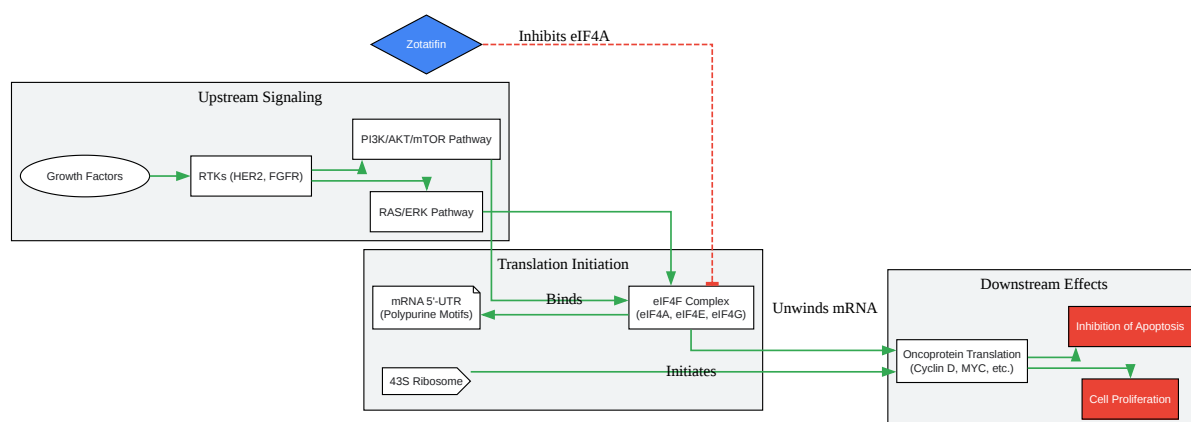 Zotatifin
Inhibits eIF4A
Upstream Signaling
Growth Factors
RTKs (HER2, FGFR)
PI3K/AKT/mTOR Pathway
RAS/ERK Pathway
Translation Initiation
mRNA 5'-UTR
(Polypurine Motifs)
Binds
eIF4F Complex
(eIF4A, eIF4E, eIF4G)
43S Ribosome
Initiates
Unwinds mRNA
Downstream Effects
Oncoprotein Translation
(Cyclin D, MYC, etc.)
Inhibition of Apoptosis
Cell Proliferation